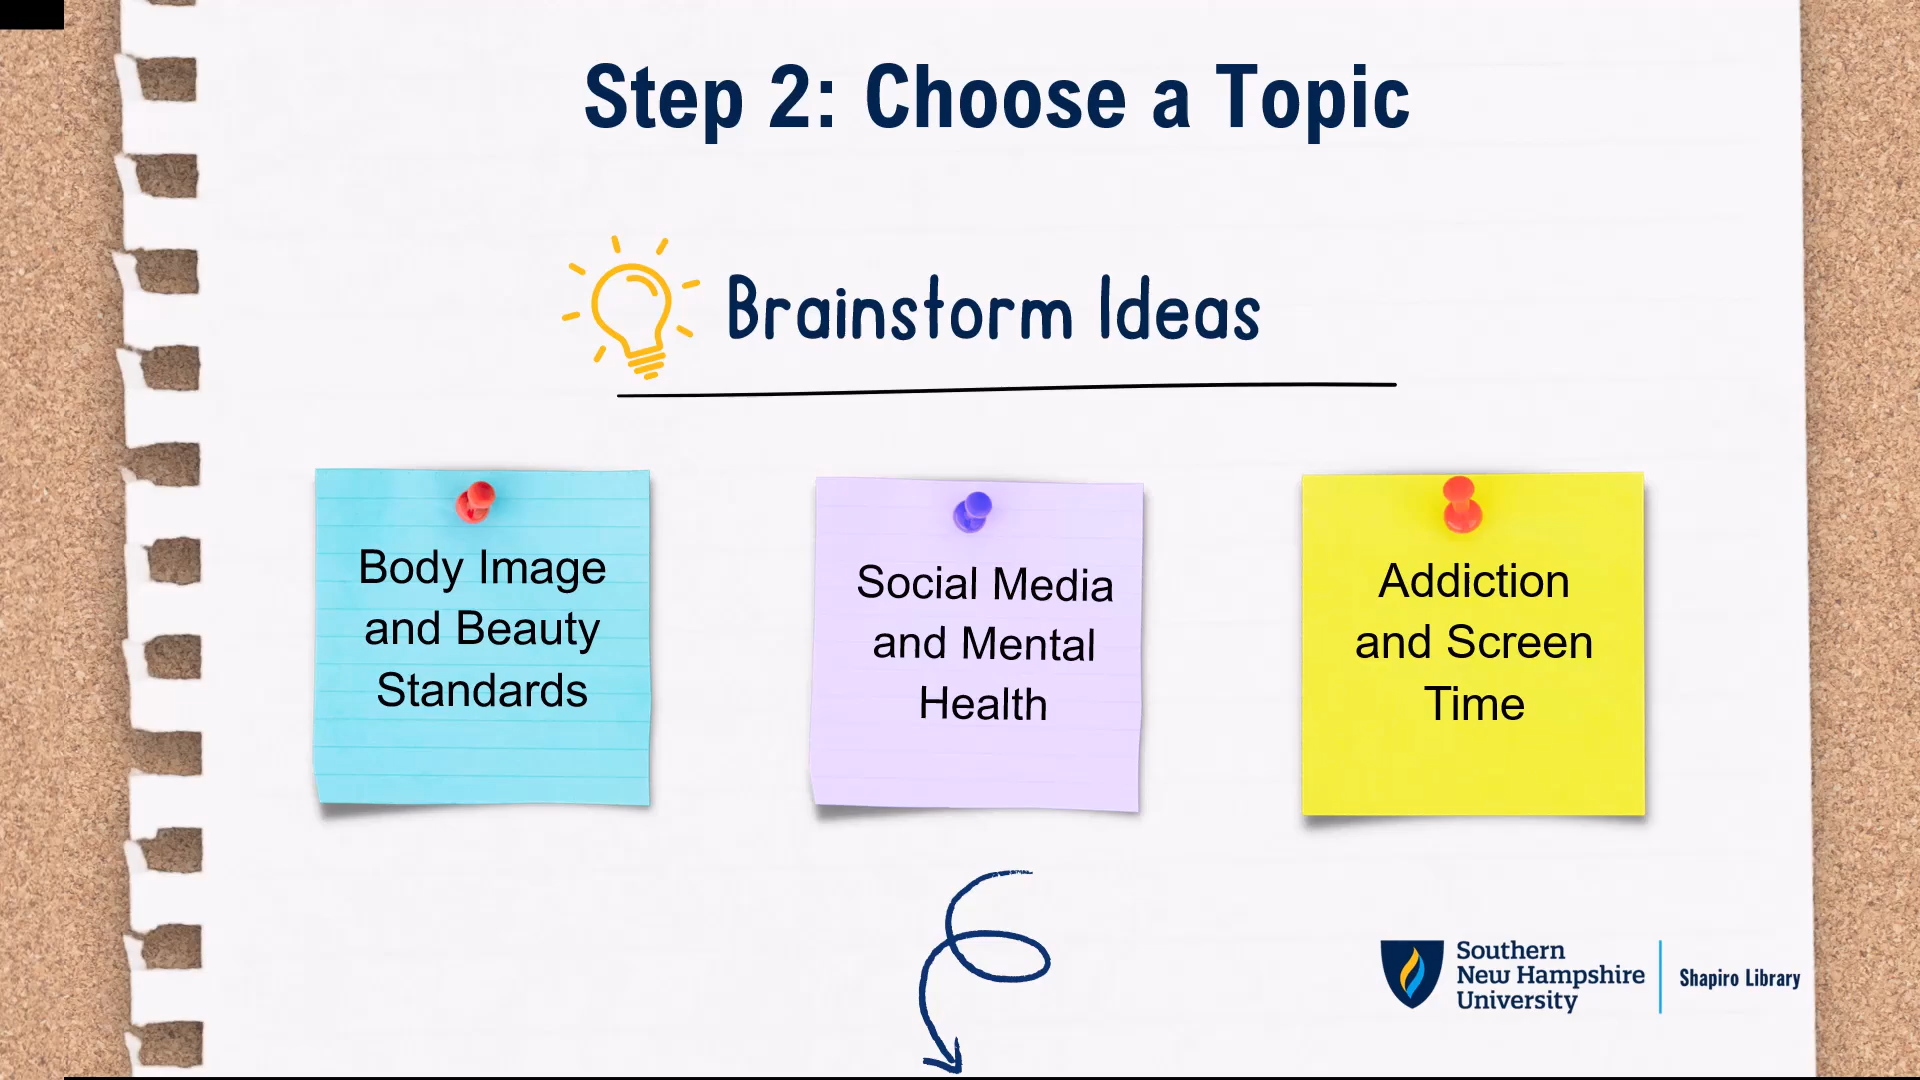 Step 2: Choose a Topic
Brainstorm Ideas
Body Image
and Beauty
Standards
Social Media
and Mental
Health
Addiction
and Screen
Time
Southern
New Hampshire
University
Shapiro Library